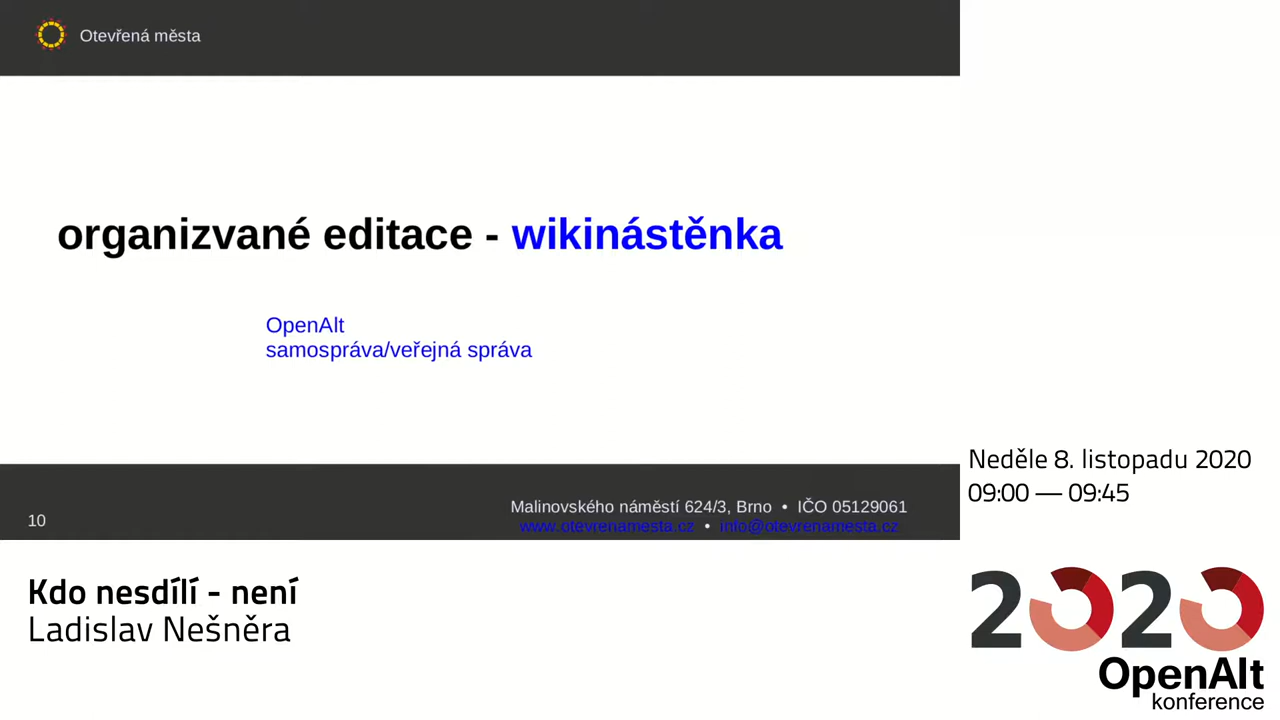 Otevřená města
organizvané editace - wikinástěnka
OpenAlt
samospráva/veřejná správa
10
Malinovského náměstí 624/3, Brno • IČO 05129061
www.otevrenamesta.cz • info@otevrenamesta.cz
Neděle 8. listopadu 2020
09:00 — 09:45
Kdo nesdílí - není
Ladislav Nešněra
2020
OpenAlt
konference